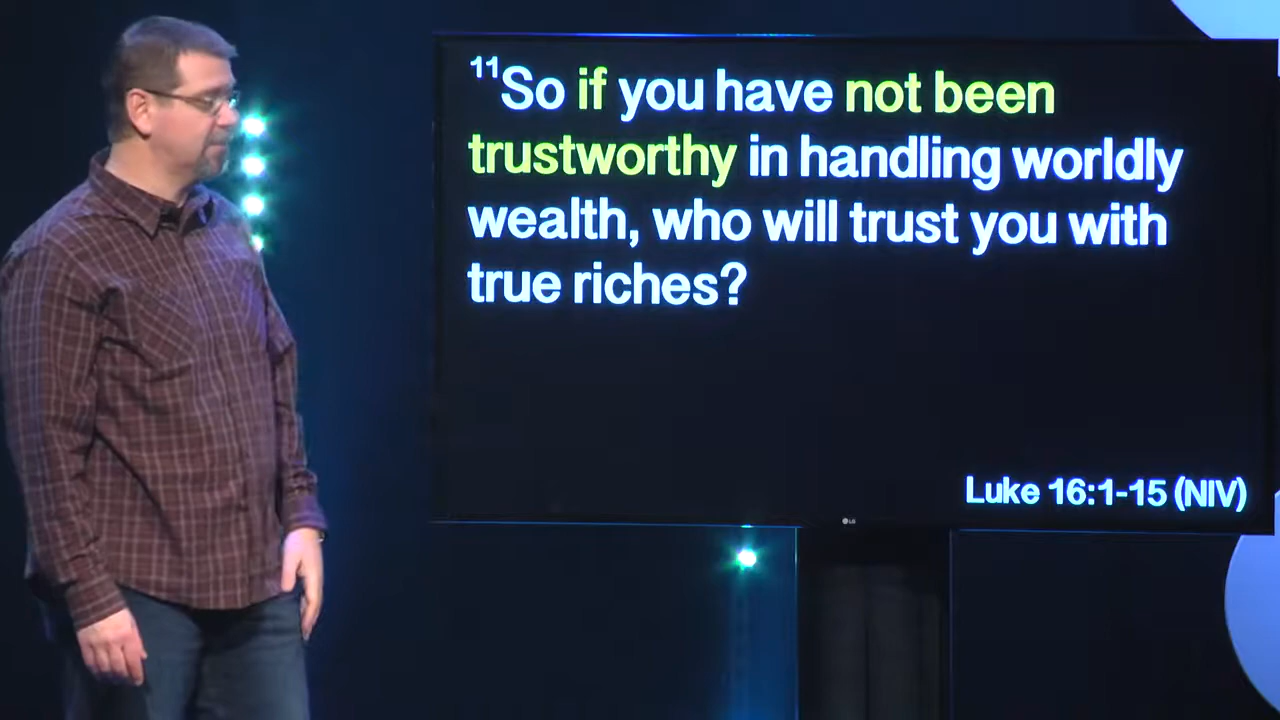 11So if you have not been
trustworthy in handling worldly
wealth, who will trust you with
true riches?
Luke 16:1-15 (NIV)
LG